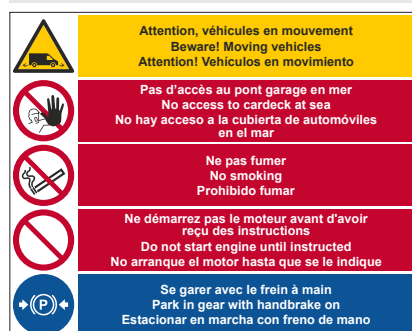 Attention, véhicules en mouvement
Beware! Moving vehicles
Attention! Vehículos en movimiento
Pas d'accès au pont garage en mer
No access to cardeck at sea
No hay acceso a la cubierta de automóviles
en el mar
Ne pas fumer
No smoking
Prohibido fumar
Ne démarrez pas le moteur avant d'avoir
reçu des instructions
Do not start engine until instructed
No arranque el motor hasta que se le indique
(P)
Se garer avec le frein à main
Park in gear with handbrake on
Estacionar en marcha con freno de mano